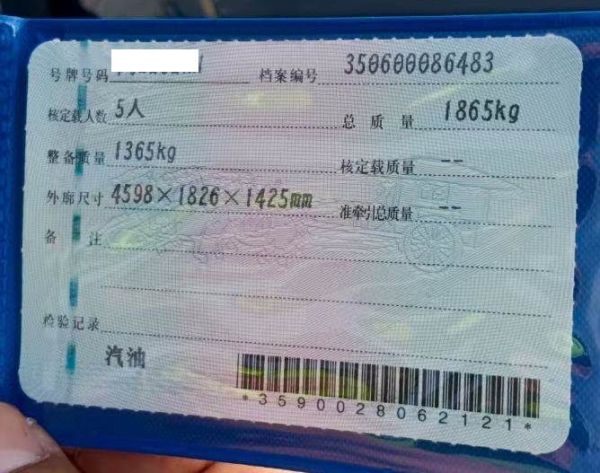 号牌号码 档案编号 350600086483
核定载人数 5人 总质量 1865kg
整备质量 1365kg 核定载质量 --
外廓尺寸 4598×1826×1425mm 准牵引总质量 --
备注
检验记录
汽油
*3590028062121*